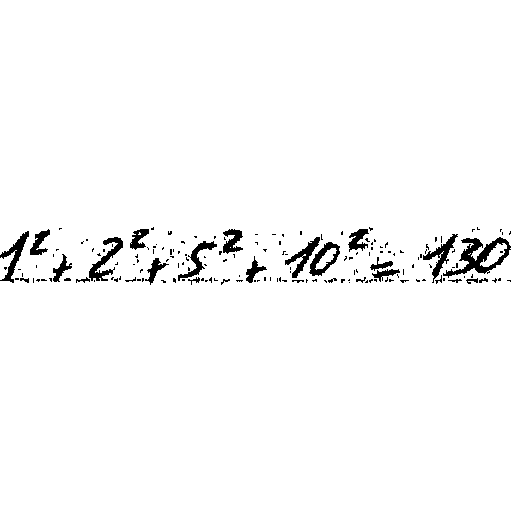 1² + 2² + 5² + 10² = 130